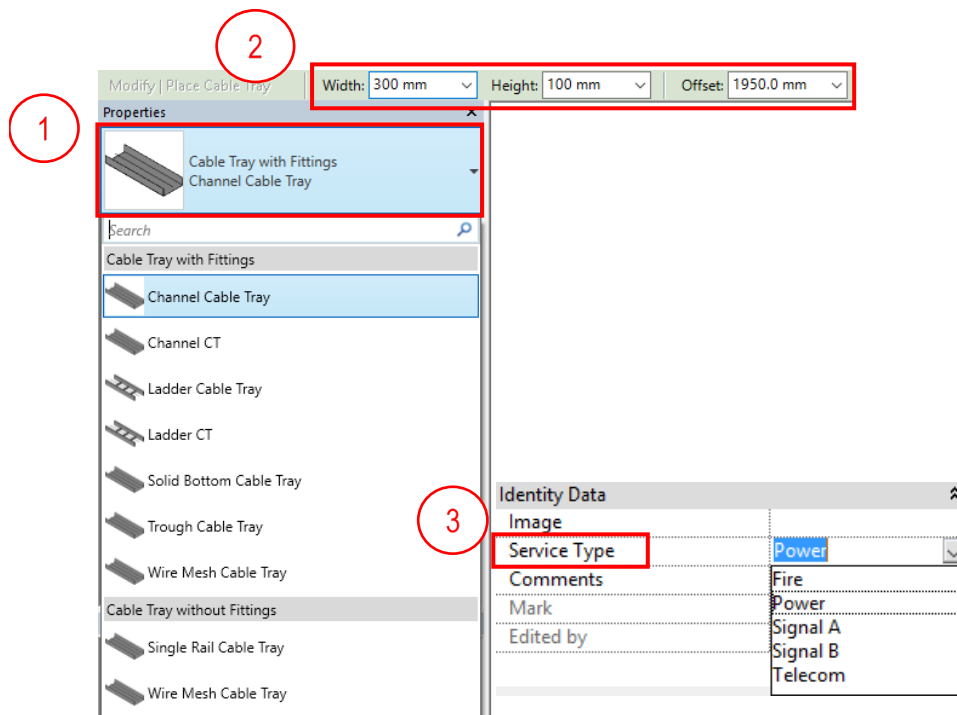 2
Modify | Place Cable Tray
Width: 300 mm
Height: 100 mm
Offset: 1950.0 mm
1
Properties
Cable Tray with Fittings
Channel Cable Tray
Search
Cable Tray with Fittings
Channel Cable Tray
Channel CT
Ladder Cable Tray
Ladder CT
Solid Bottom Cable Tray
Trough Cable Tray
Wire Mesh Cable Tray
Cable Tray without Fittings
Single Rail Cable Tray
Wire Mesh Cable Tray
3
Identity Data
Image
Service Type Power
Comments
Mark
Edited by
Fire
Power
Signal A
Signal B
Telecom